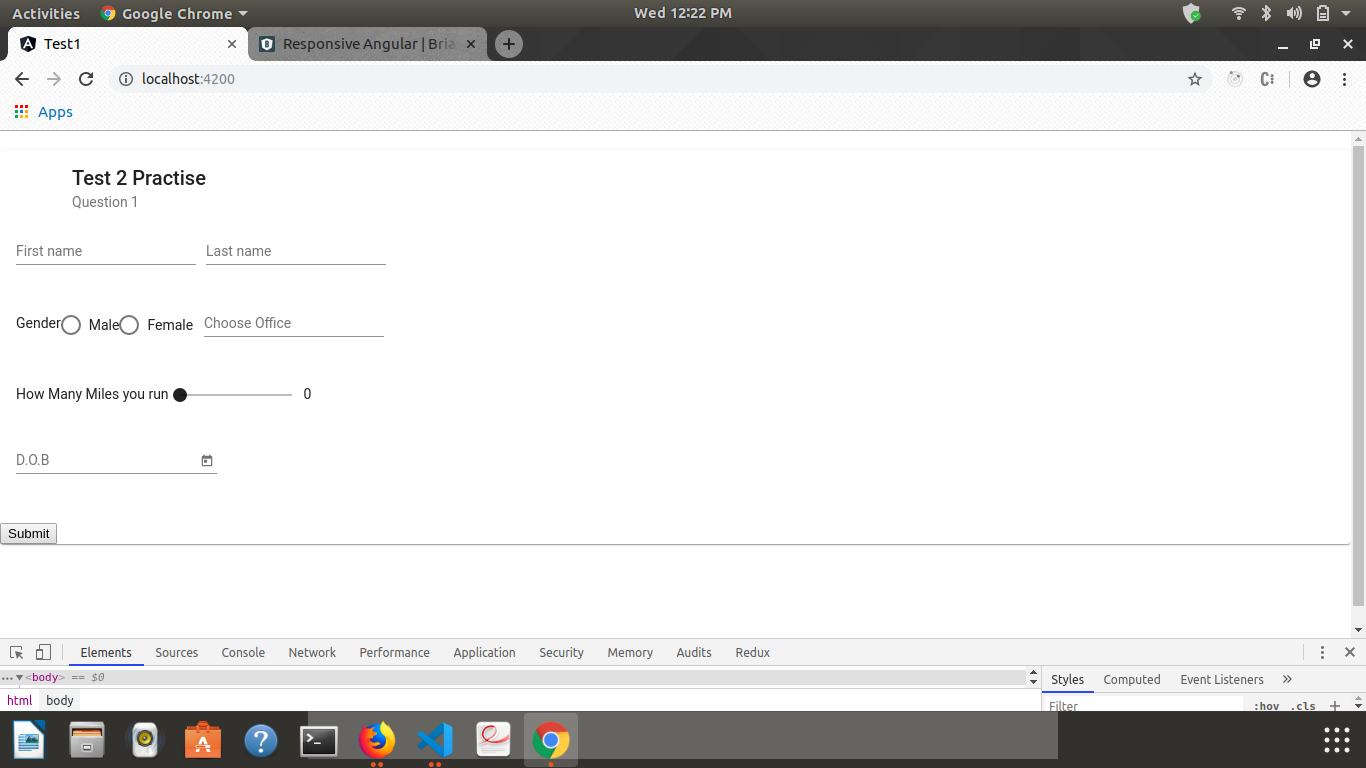 Activities Google Chrome Wed 12:22 PM
Test1 Responsive Angular | Bria
localhost:4200
Apps
Test 2 Practise
Question 1
First name Last name
Gender Male Female Choose Office
How Many Miles you run 0
D.O.B
Submit
Elements Sources Console Network Performance Application Security Memory Audits Redux
…<body> == $0 Styles Computed Event Listeners »
html body Filter :hov .cls +